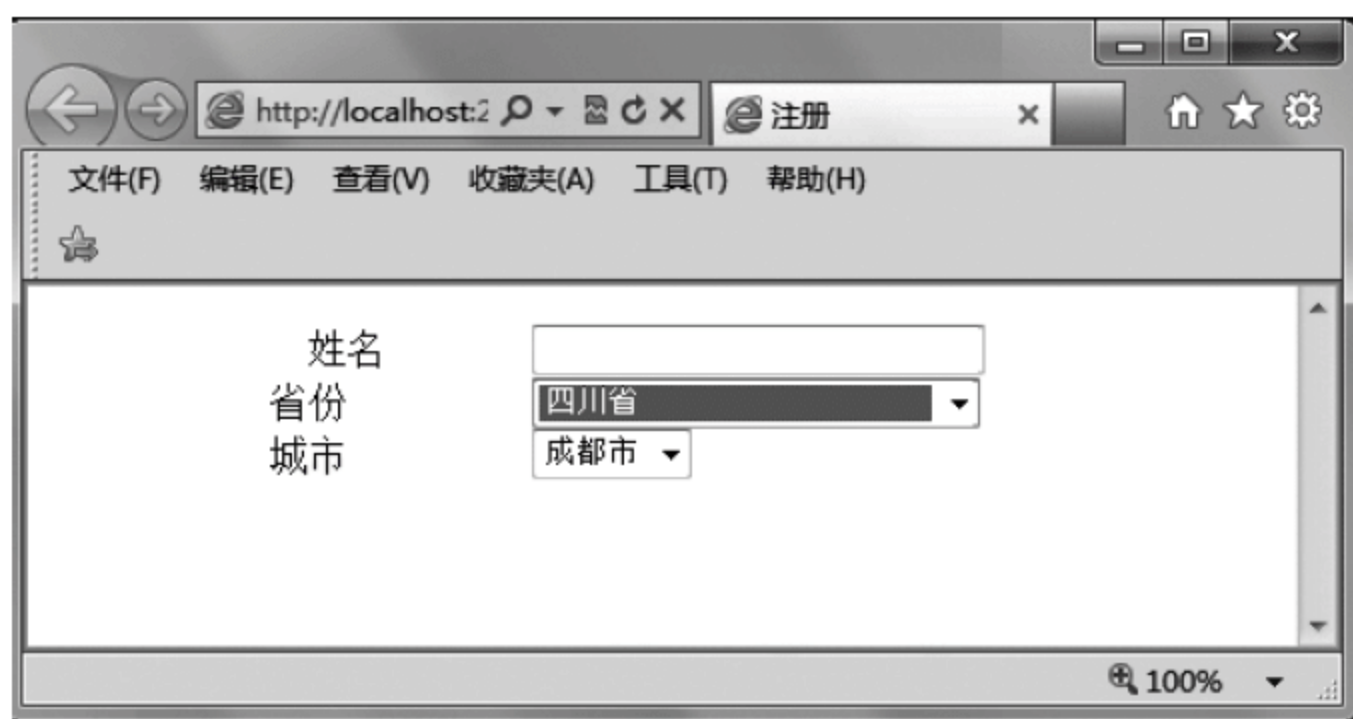 http://localhost:2
注册
文件(F) 编辑(E) 查看(V) 收藏夹(A) 工具(T) 帮助(H)
姓名
省份 四川省
城市 成都市
100%